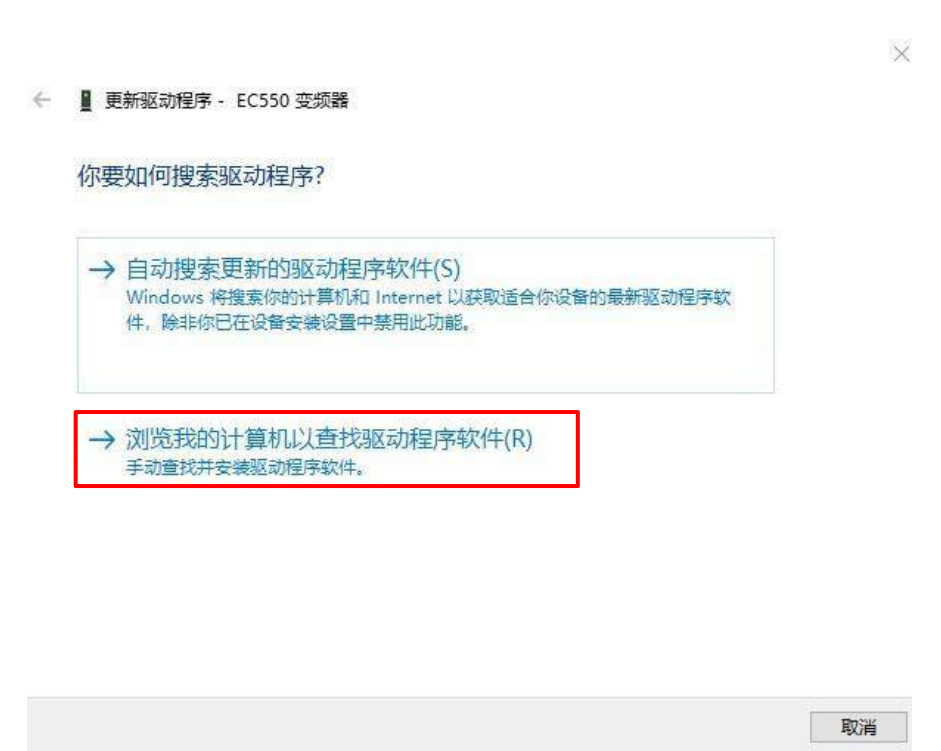 更新驱动程序 - EC550 变频器
你要如何搜索驱动程序?
自动搜索更新的驱动程序软件(S)
Windows 将搜索你的计算机和 Internet 以获取适合你设备的最新驱动程序软
件，除非你已在设备安装设置中禁用此功能。
浏览我的计算机以查找驱动程序软件(R)
手动查找并安装驱动程序软件。
取消